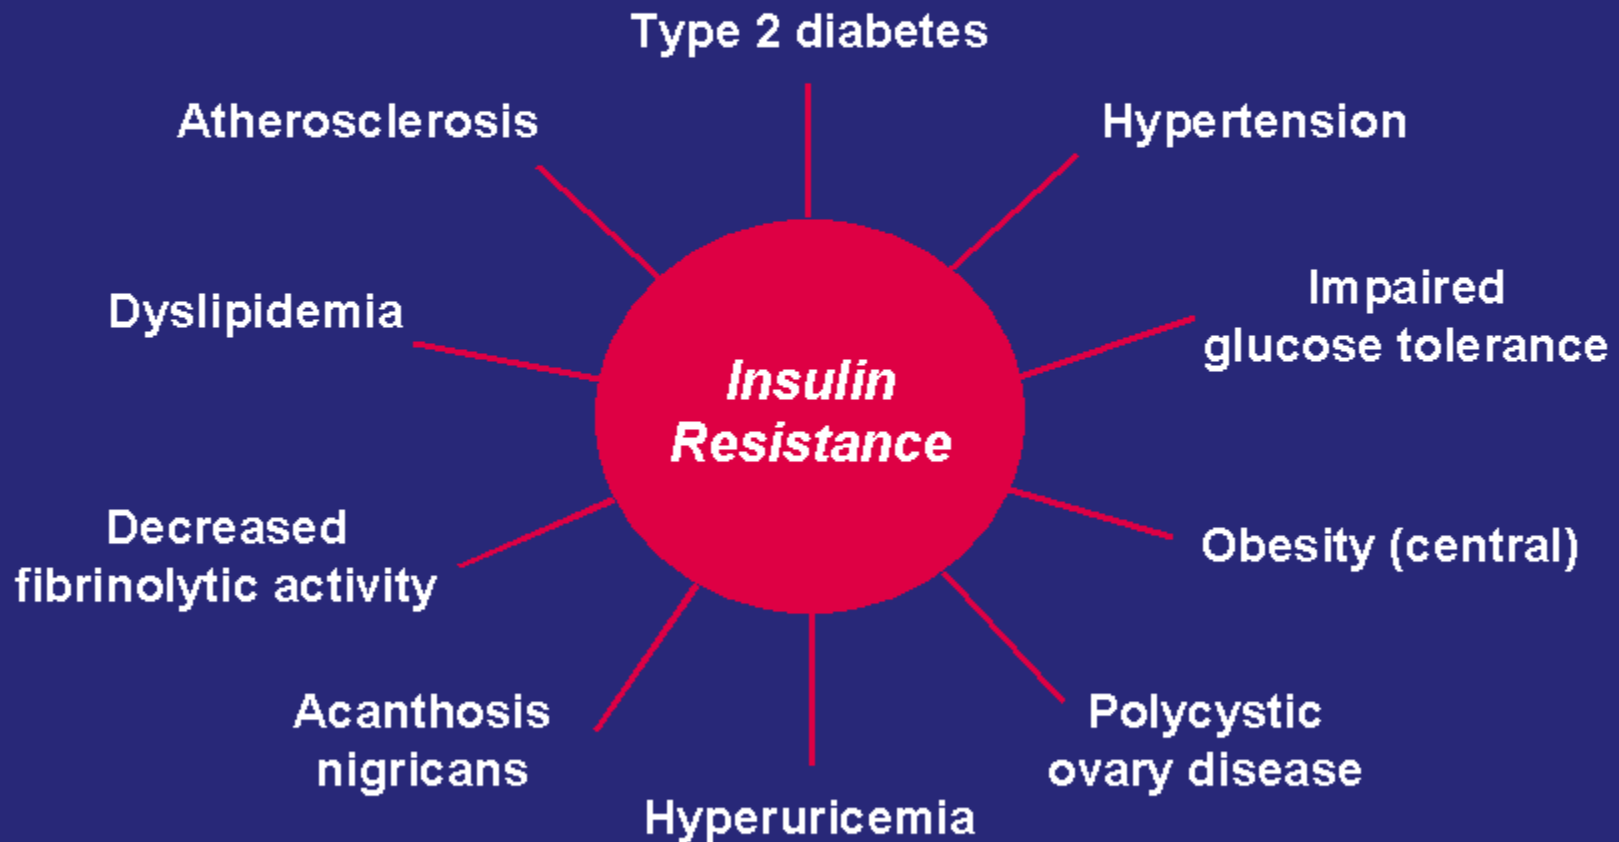 Type 2 diabetes
Atherosclerosis
Hypertension
Impaired
glucose tolerance
Dyslipidemia
Insulin
Resistance
Decreased
fibrinolytic activity
Obesity (central)
Acanthosis
nigricans
Polycystic
ovary disease
Hyperuricemia